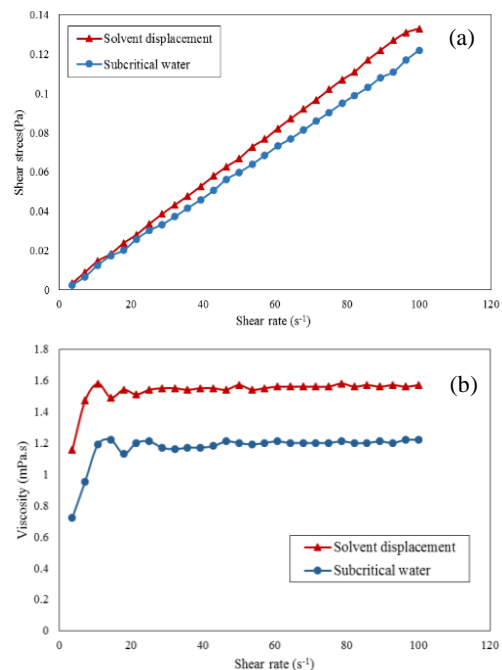 0.14
(a)
Solvent displacement
0.12
Subcritical water
0.1
0.08
Shear strees(Pa)
0.06
0.04
0.02
0
0 20 40 60 80 100 120
Shear rate (s-1)
1.8
(b)
1.6
1.4
1.2
1
Viscosity (mPa.s)
0.8
0.6
Solvent displacement
0.4
Subcritical water
0.2
0
0 20 40 60 80 100 120
Shear rate (s-1)